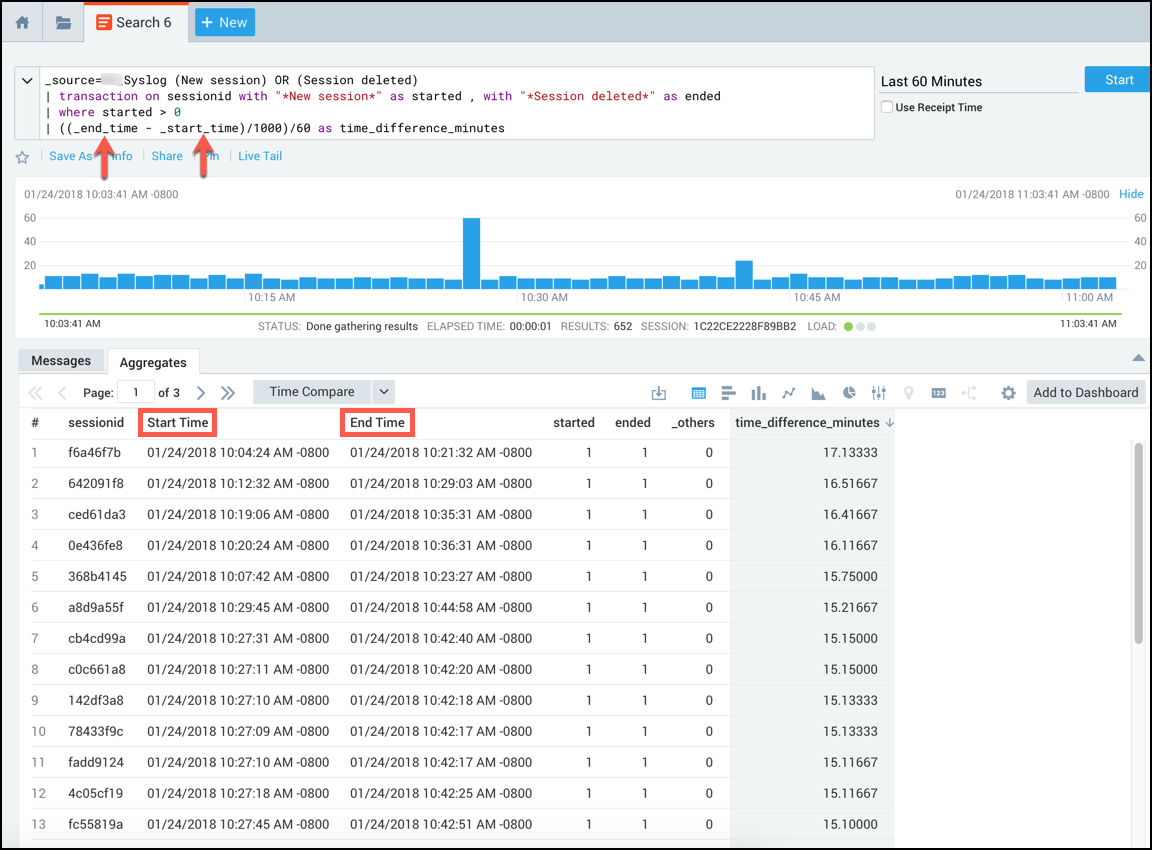 Search 6
+ New
_source= _Syslog (New session) OR (Session deleted)
| transaction on sessionid with "*New session*" as started , with "*Session deleted*" as ended
| where started > 0
| ((_end_time - _start_time)/1000)/60 as time_difference_minutes
Last 60 Minutes
Start
Use Receipt Time
Save As
Share
Live Tail
01/24/2018 10:03:41 AM -0800
01/24/2018 11:03:41 AM -0800 Hide
60 60
40 40
20 20
10:15 AM 10:30 AM 10:45 AM 11:00 AM
10:03:41 AM
STATUS: Done gathering results ELAPSED TIME: 00:00:01 RESULTS: 652 SESSION: 1C22CE2228F89BB2 LOAD:
11:03:41 AM
Messages Aggregates
Page: 1 of 3
Time Compare
123
Add to Dashboard
# sessionid Start Time End Time started ended _others time_difference_minutes
1 f6a46f7b 01/24/2018 10:04:24 AM -0800 01/24/2018 10:21:32 AM -0800 1 1 0 17.13333
2 642091f8 01/24/2018 10:12:32 AM -0800 01/24/2018 10:29:03 AM -0800 1 1 0 16.51667
3 ced61da3 01/24/2018 10:19:06 AM -0800 01/24/2018 10:35:31 AM -0800 1 1 0 16.41667
4 0e436fe8 01/24/2018 10:20:24 AM -0800 01/24/2018 10:36:31 AM -0800 1 1 0 16.11667
5 368b4145 01/24/2018 10:07:42 AM -0800 01/24/2018 10:23:27 AM -0800 1 1 0 15.75000
6 a8d9a55f 01/24/2018 10:29:45 AM -0800 01/24/2018 10:44:58 AM -0800 1 1 0 15.21667
7 cb4cd99a 01/24/2018 10:27:31 AM -0800 01/24/2018 10:42:40 AM -0800 1 1 0 15.15000
8 c0c661a8 01/24/2018 10:27:11 AM -0800 01/24/2018 10:42:20 AM -0800 1 1 0 15.15000
9 142df3a8 01/24/2018 10:27:10 AM -0800 01/24/2018 10:42:18 AM -0800 1 1 0 15.13333
10 78433f9c 01/24/2018 10:27:09 AM -0800 01/24/2018 10:42:17 AM -0800 1 1 0 15.13333
11 fadd9124 01/24/2018 10:27:10 AM -0800 01/24/2018 10:42:17 AM -0800 1 1 0 15.11667
12 4c05cf19 01/24/2018 10:27:18 AM -0800 01/24/2018 10:42:25 AM -0800 1 1 0 15.11667
13 fc55819a 01/24/2018 10:27:45 AM -0800 01/24/2018 10:42:51 AM -0800 1 1 0 15.10000